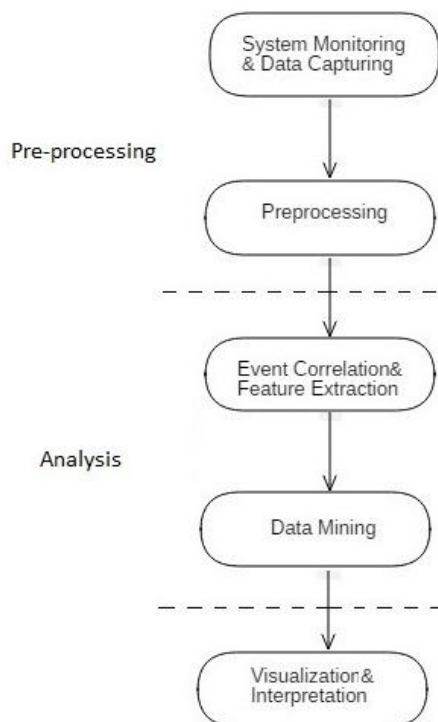 System Monitoring
& Data Capturing
Pre-processing
Preprocessing
Event Correlation&
Feature Extraction
Analysis
Data Mining
Visualization&
Interpretation